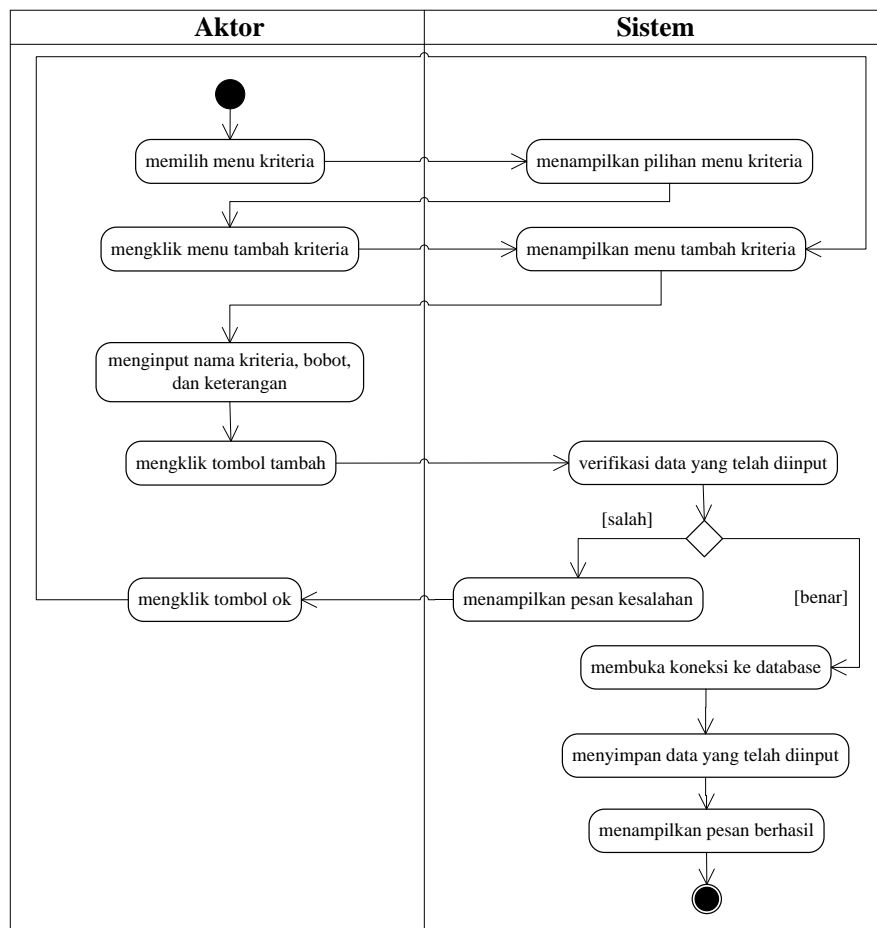 Aktor
Sistem
memilih menu kriteria
menampilkan pilihan menu kriteria
mengklik menu tambah kriteria
menampilkan menu tambah kriteria
menginput nama kriteria, bobot,
dan keterangan
mengklik tombol tambah
verifikasi data yang telah diinput
[salah]
mengklik tombol ok
menampilkan pesan kesalahan
[benar]
membuka koneksi ke database
menyimpan data yang telah diinput
menampilkan pesan berhasil